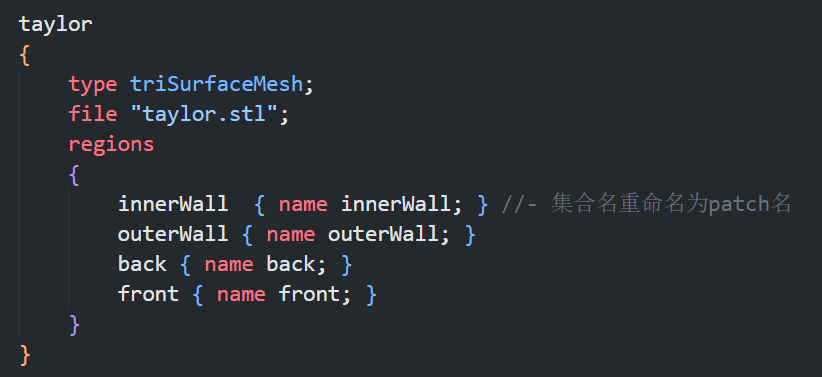 taylor
{
    type triSurfaceMesh;
    file "taylor.stl";
    regions
    {
        innerWall  { name innerWall; } //- 集合名重命名为patch名
        outerWall { name outerWall; }
        back { name back; }
        front { name front; }
    }
}